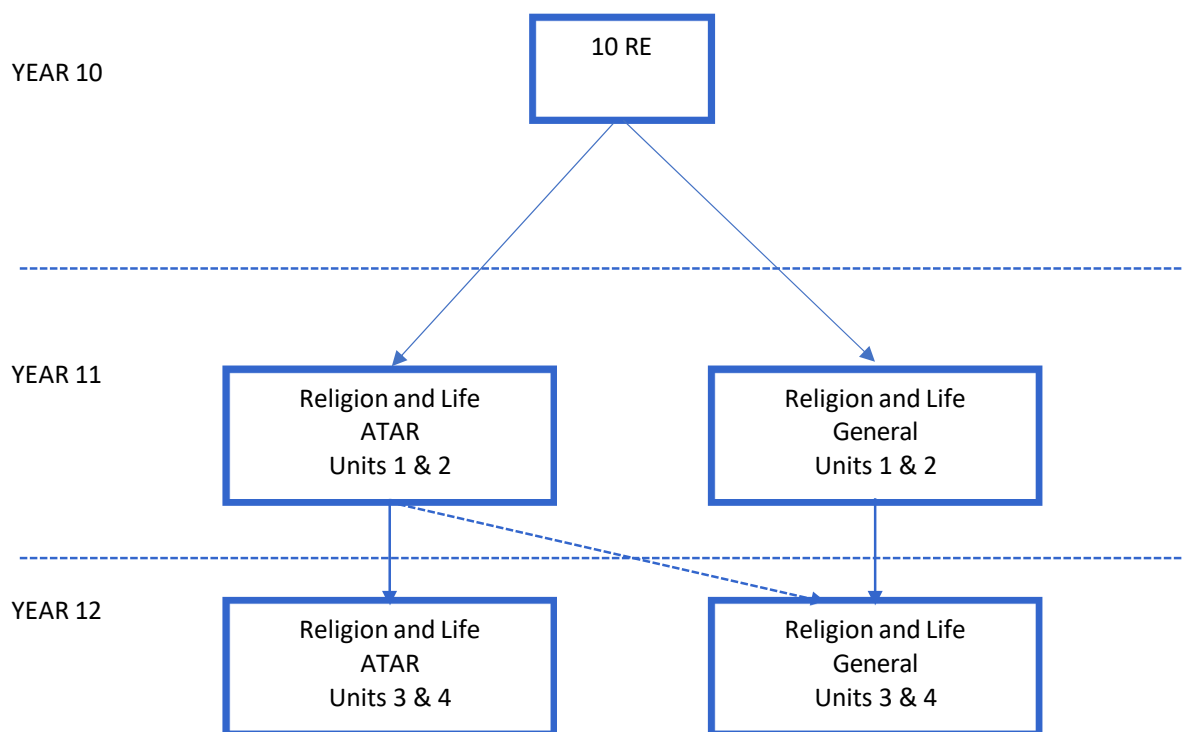 10 RE
YEAR 10
YEAR 11
Religion and Life
ATAR
Units 1 & 2
Religion and Life
General
Units 1 & 2
YEAR 12
Religion and Life
ATAR
Units 3 & 4
Religion and Life
General
Units 3 & 4